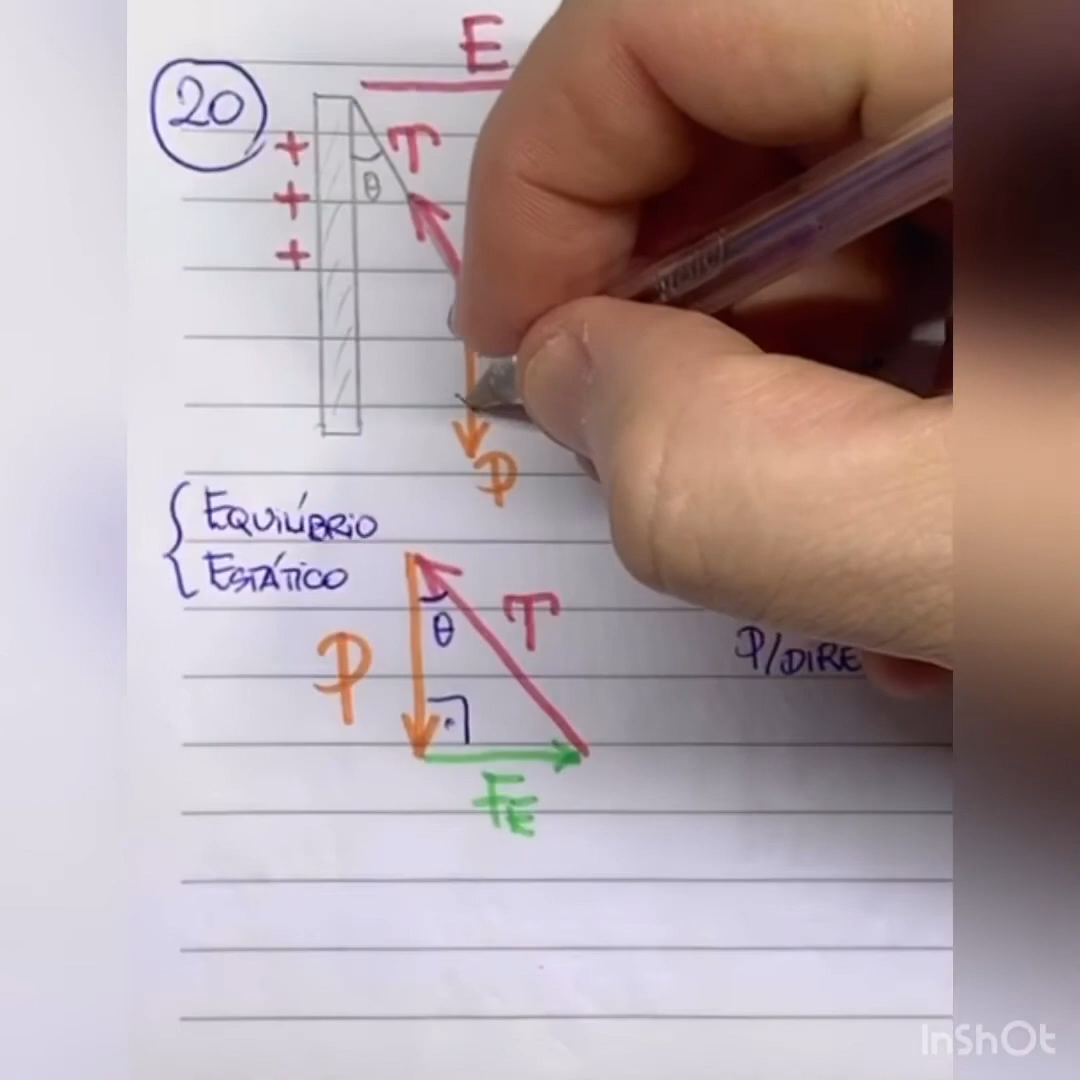 20
E
+
T
+
θ
+
P
EQUILÍBRIO
ESTÁTICO
θ
T
P
P/DIRE
FE
InShOt